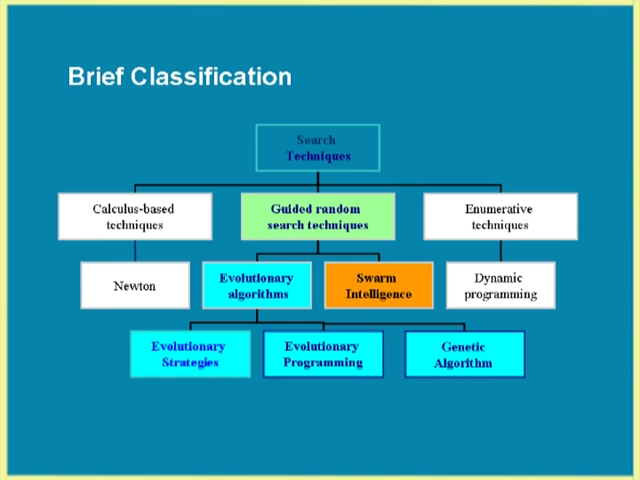 Brief Classification
Search
Techniques
Calculus-based
techniques
Guided random
search techniques
Enumerative
techniques
Newton
Evolutionary
algorithms
Swarm
Intelligence
Dynamic
programming
Evolutionary
Strategies
Evolutionary
Programming
Genetic
Algorithm